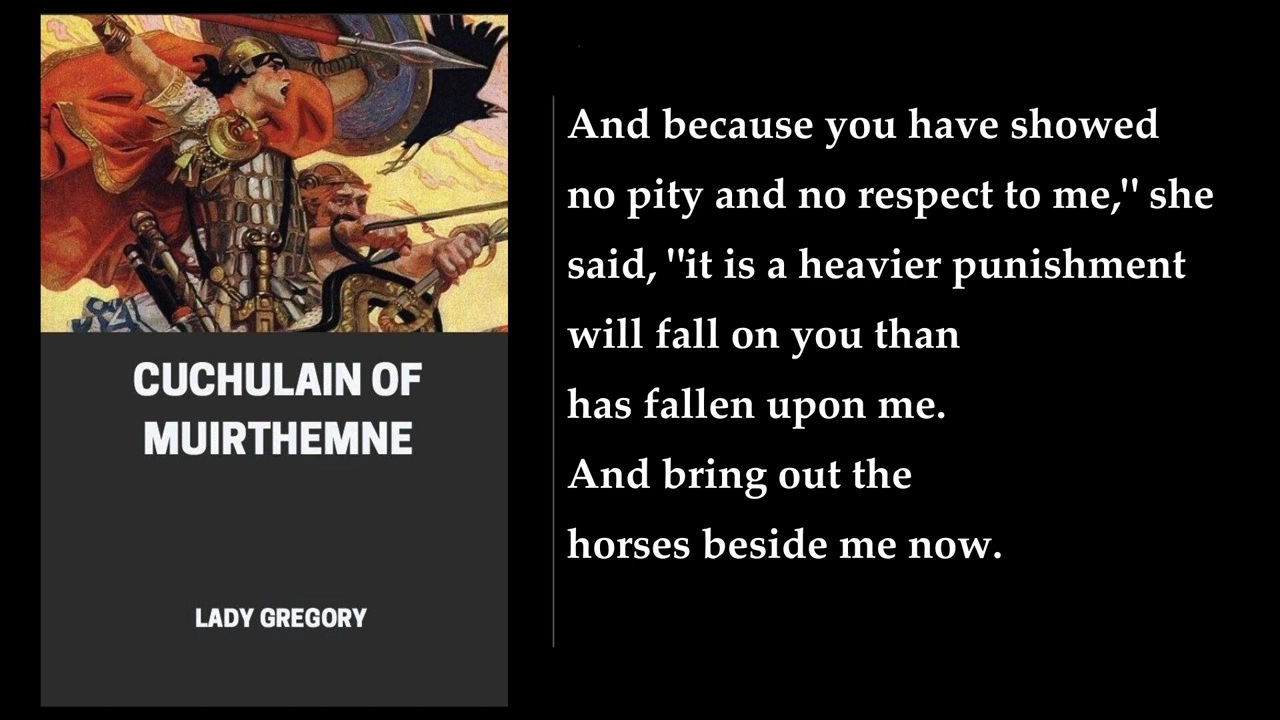 CUCHULAIN OF
MUIRTHEMNE
LADY GREGORY
And because you have showed
no pity and no respect to me," she
said, "it is a heavier punishment
will fall on you than
has fallen upon me.
And bring out the
horses beside me now.